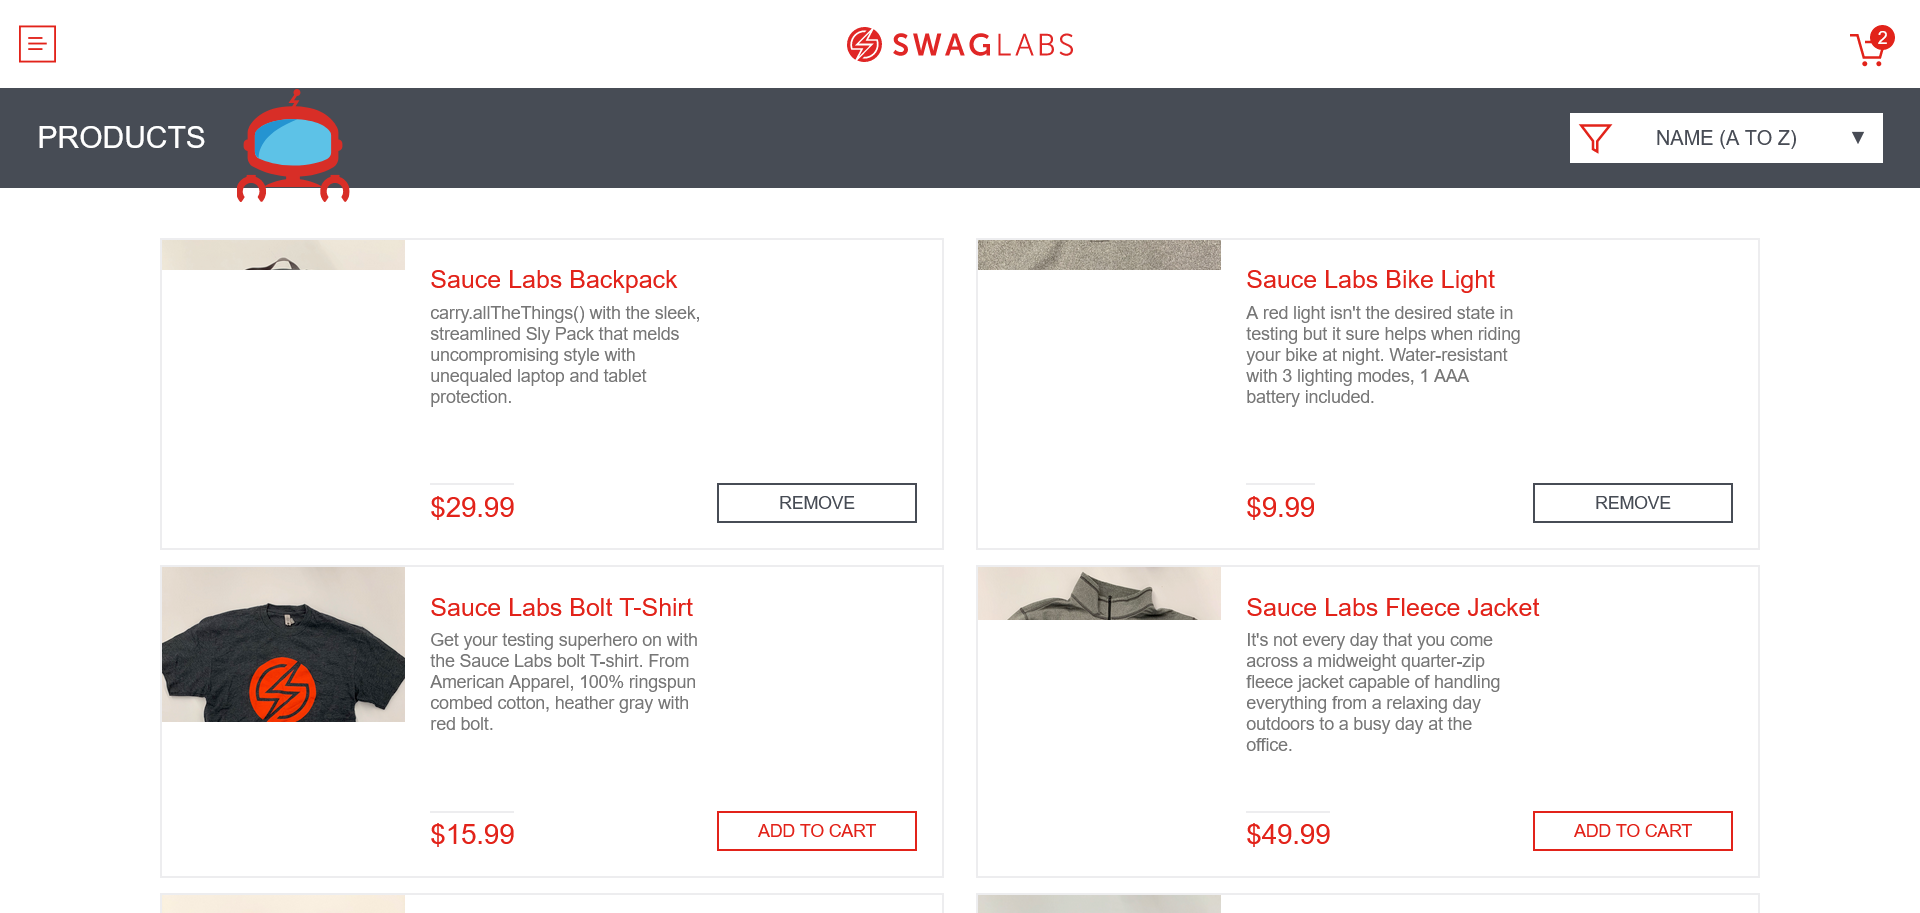 SWAGLABS
2
PRODUCTS
NAME (A TO Z)
Sauce Labs Backpack
carry.allTheThings() with the sleek,
streamlined Sly Pack that melds
uncompromising style with
unequaled laptop and tablet
protection.
$29.99
REMOVE
Sauce Labs Bike Light
A red light isn't the desired state in
testing but it sure helps when riding
your bike at night. Water-resistant
with 3 lighting modes, 1 AAA
battery included.
$9.99
REMOVE
Sauce Labs Bolt T-Shirt
Get your testing superhero on with
the Sauce Labs bolt T-shirt. From
American Apparel, 100% ringspun
combed cotton, heather gray with
red bolt.
$15.99
ADD TO CART
Sauce Labs Fleece Jacket
It's not every day that you come
across a midweight quarter-zip
fleece jacket capable of handling
everything from a relaxing day
outdoors to a busy day at the
office.
$49.99
ADD TO CART